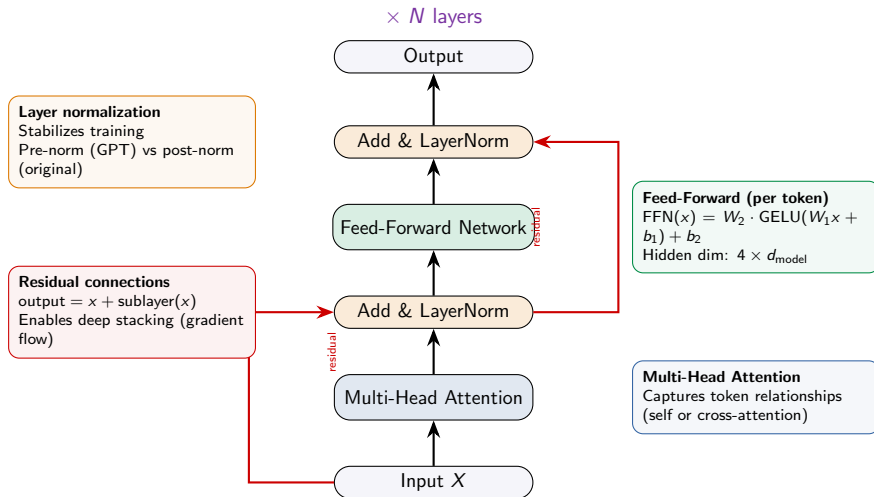 × N layers
Output
Layer normalization
Stabilizes training
Pre-norm (GPT) vs post-norm
(original)
Add & LayerNorm
Feed-Forward Network
residual
Feed-Forward (per token)
FFN(x) = W₂ · GELU(W₁x +
b₁) + b₂
Hidden dim: 4 × d_model
Residual connections
output = x + sublayer(x)
Enables deep stacking (gradient
flow)
Add & LayerNorm
residual
Multi-Head Attention
Multi-Head Attention
Captures token relationships
(self or cross-attention)
Input X